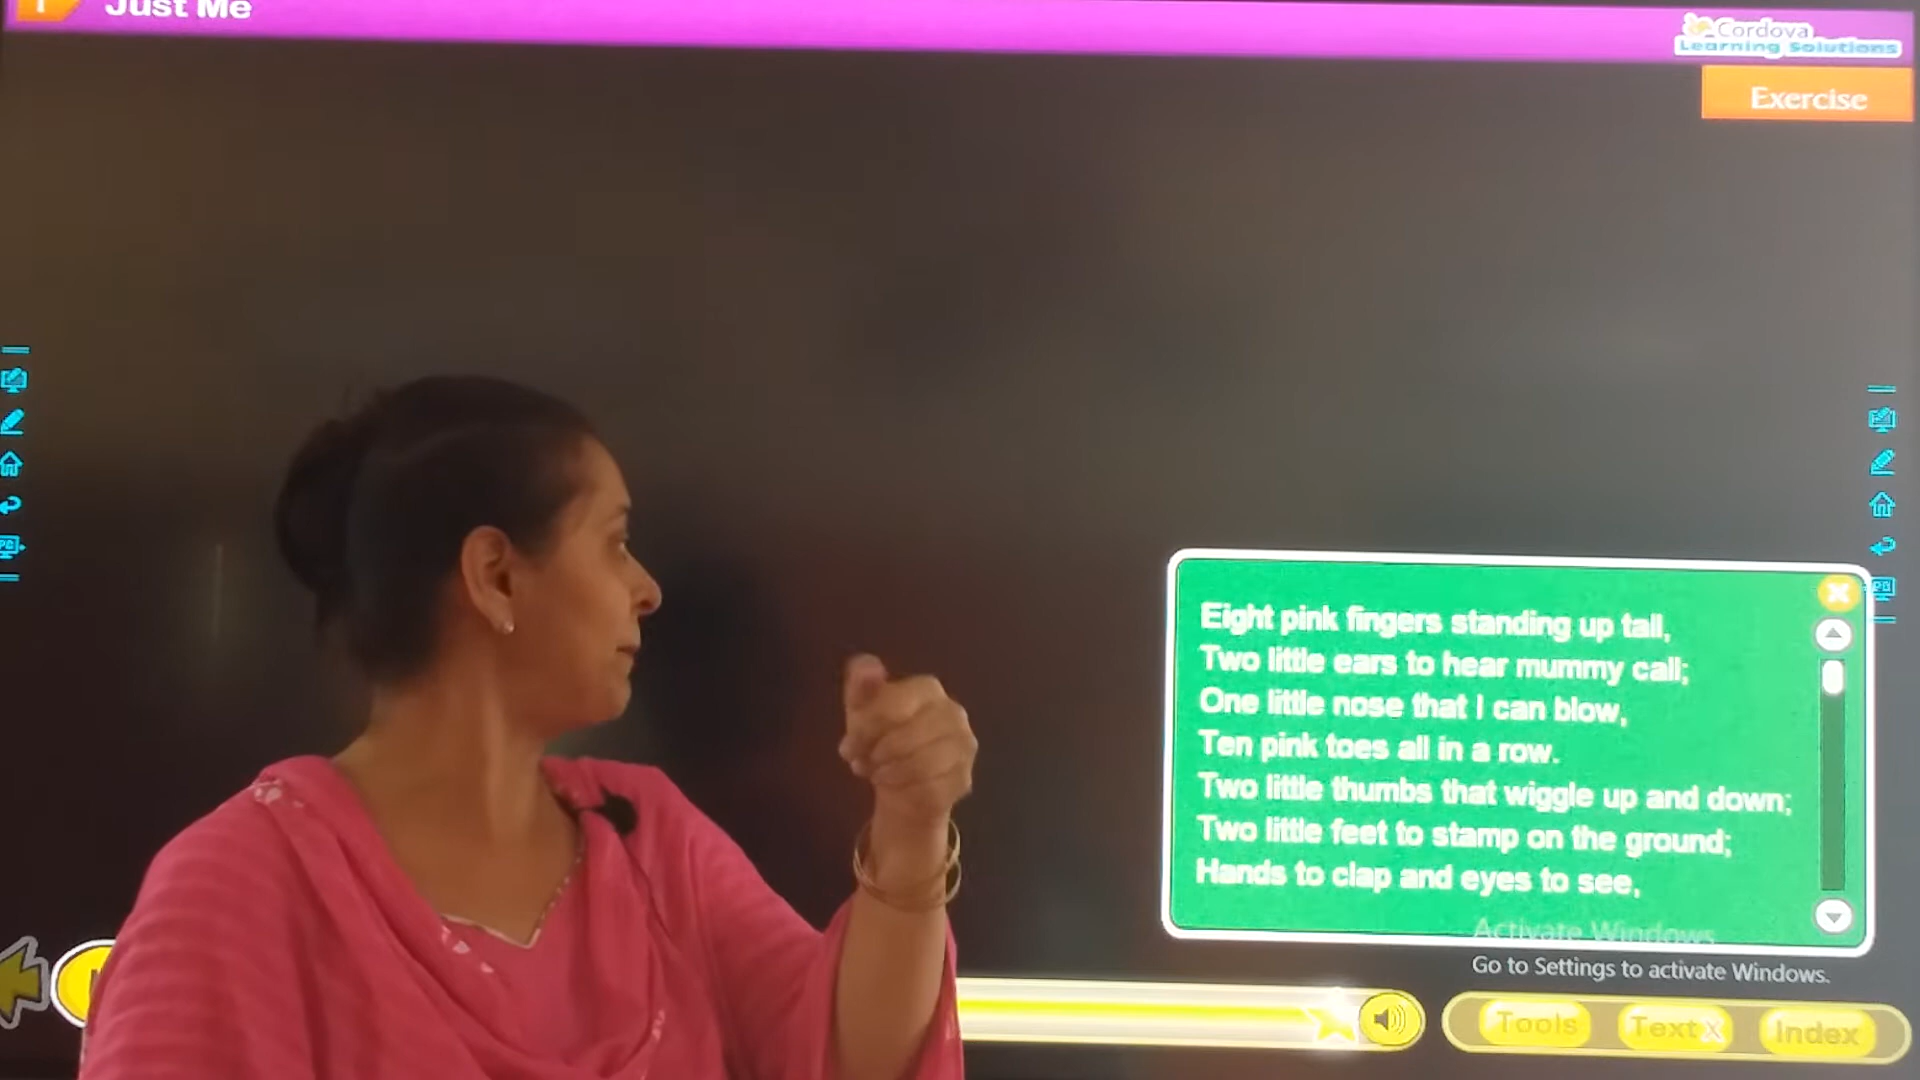 1 Just Me
Cordova
Learning Solutions
Exercise
Eight pink fingers standing up tall,
Two little ears to hear mummy call;
One little nose that I can blow,
Ten pink toes all in a row.
Two little thumbs that wiggle up and down;
Two little feet to stamp on the ground;
Hands to clap and eyes to see,
Activate Windows
Go to Settings to activate Windows.
Tools
Text X
Index